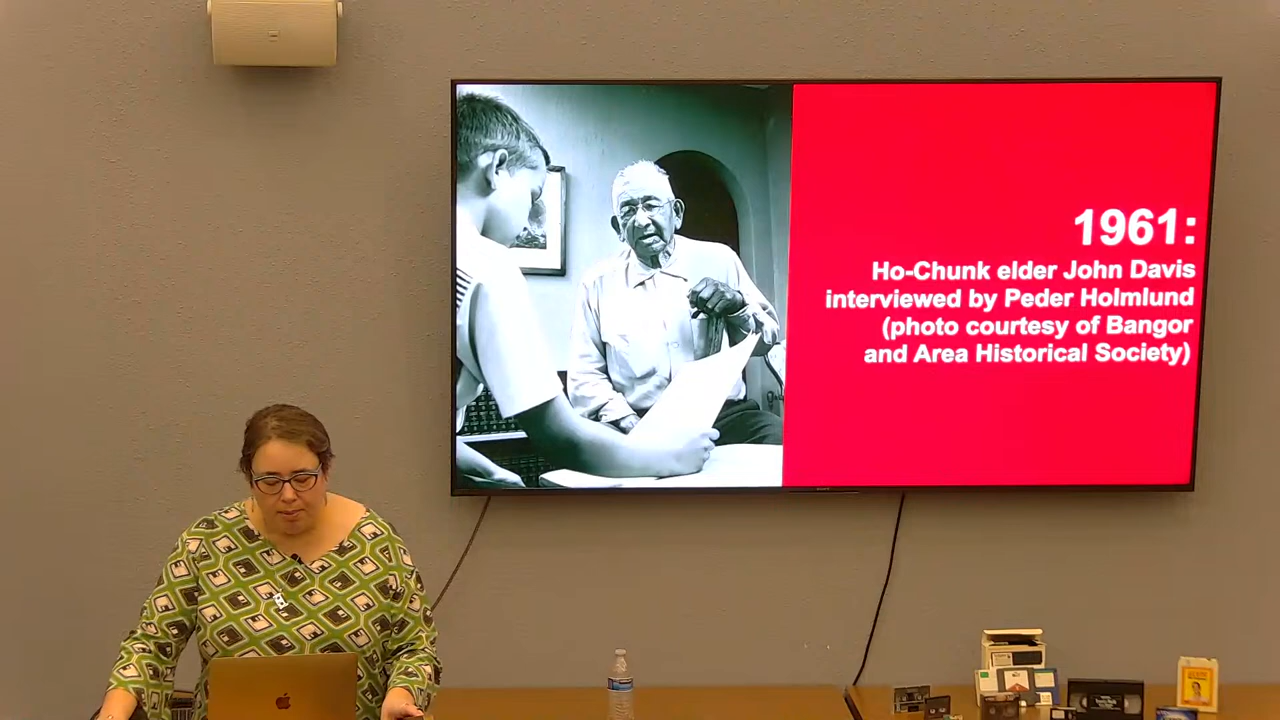 1961:
Ho-Chunk elder John Davis
interviewed by Peder Holmlund
(photo courtesy of Bangor
and Area Historical Society)